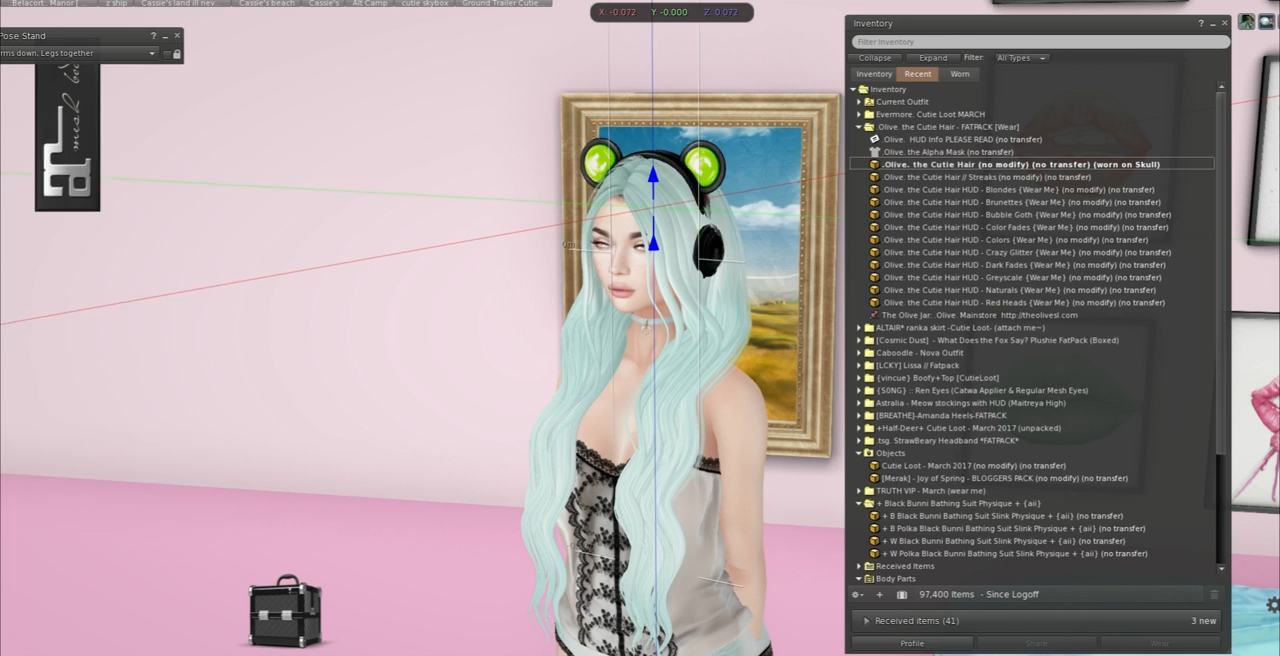 Belacort. Manor [
z ship
Cassie's land ill nev.
Cassie's beach
Cassie's
Alt Camp
cutie skybox
Ground Trailer Cutie
X: -0.072 Y: -0.000 Z: 0.072
Pose Stand
?
rms down. Legs together
mesh
Inventory
?
Filter Inventory
Collapse Expand Filter: All Types
Inventory Recent Worn
Inventory
Current Outfit
Evermore. Cutie Loot MARCH
.Olive. the Cutie Hair - FATPACK [Wear]
.Olive. HUD Info PLEASE READ (no transfer)
.Olive. the Alpha Mask (no transfer)
.Olive. the Cutie Hair (no modify) (no transfer) (worn on Skull)
.Olive. the Cutie Hair // Streaks (no modify) (no transfer)
.Olive. the Cutie Hair HUD - Blondes {Wear Me} (no modify) (no transfer)
.Olive. the Cutie Hair HUD - Brunettes {Wear Me} (no modify) (no transfer)
.Olive. the Cutie Hair HUD - Bubble Goth {Wear Me} (no modify) (no transfer)
.Olive. the Cutie Hair HUD - Color Fades {Wear Me} (no modify) (no transfer)
.Olive. the Cutie Hair HUD - Colors {Wear Me} (no modify) (no transfer)
.Olive. the Cutie Hair HUD - Crazy Glitter {Wear Me} (no modify) (no transfer)
.Olive. the Cutie Hair HUD - Dark Fades {Wear Me} (no modify) (no transfer)
.Olive. the Cutie Hair HUD - Greyscale {Wear Me} (no modify) (no transfer)
.Olive. the Cutie Hair HUD - Naturals {Wear Me} (no modify) (no transfer)
.Olive. the Cutie Hair HUD - Red Heads {Wear Me} (no modify) (no transfer)
The Olive Jar: .Olive. Mainstore http://theolivesl.com
ALTAIR* ranka skirt -Cutie Loot- (attach me~)
[Cosmic Dust] - What Does the Fox Say? Plushie FatPack (Boxed)
Caboodle - Nova Outfit
[LCKY] Lissa // Fatpack
{vincue} Boofy+Top [CutieLoot]
{S0NG} :: Ren Eyes (Catwa Applier & Regular Mesh Eyes)
Astralia - Meow stockings with HUD (Maitreya High)
[BREATHE]-Amanda Heels-FATPACK
+Half-Deer+ Cutie Loot - March 2017 (unpacked)
.tsg. StrawBeary Headband *FATPACK*
Objects
Cutie Loot - March 2017 (no modify) (no transfer)
[Merak] - Joy of Spring - BLOGGERS PACK (no modify) (no transfer)
TRUTH VIP - March (wear me)
+ Black Bunni Bathing Suit Slink Physique + {aii}
+ B Black Bunni Bathing Suit Slink Physique + {aii} (no transfer)
+ B Polka Black Bunni Bathing Suit Slink Physique + {aii} (no transfer)
+ W Black Bunni Bathing Suit Slink Physique + {aii} (no transfer)
+ W Polka Black Bunni Bathing Suit Slink Physique + {aii} (no transfer)
Received Items
Body Parts
97,400 Items - Since Logoff
Received items (41) 3 new
Profile Share Wear